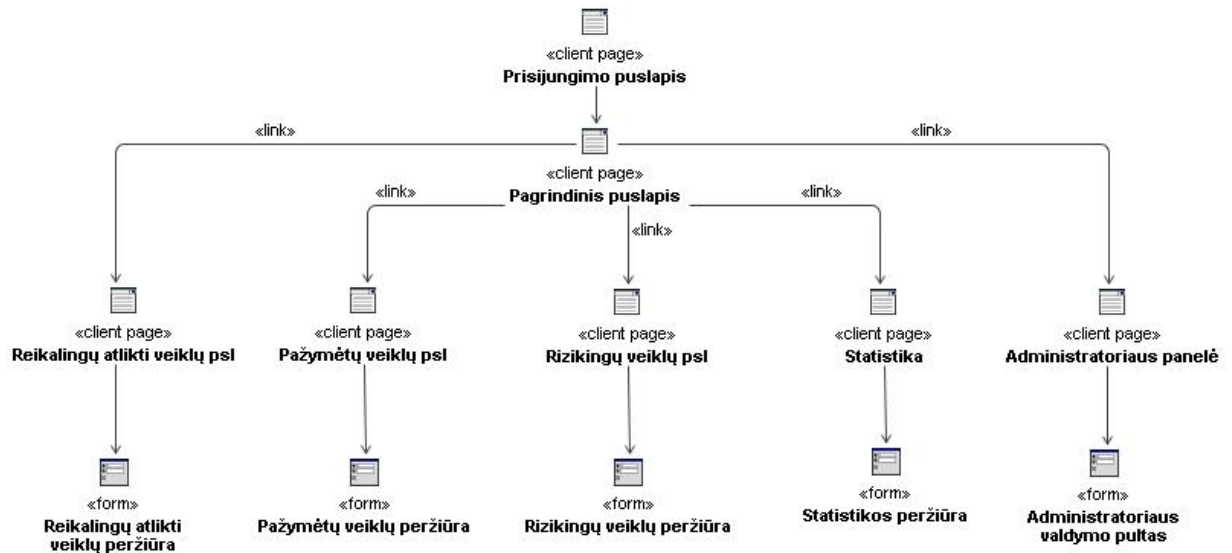 «client page»
Prisijungimo puslapis
«link»
«link»
«client page»
Pagrindinis puslapis
«link»
«link»
«link»
«client page»
Reikalingų atlikti veiklų psl
«client page»
Pažymėtų veiklų psl
«client page»
Rizikingų veiklų psl
«client page»
Statistika
«client page»
Administratoriaus panelė
«form»
Reikalingų atlikti
veiklų peržiūra
«form»
Pažymėtų veiklų peržiūra
«form»
Rizikingų veiklų peržiūra
«form»
Statistikos peržiūra
«form»
Administratoriaus
valdymo pultas